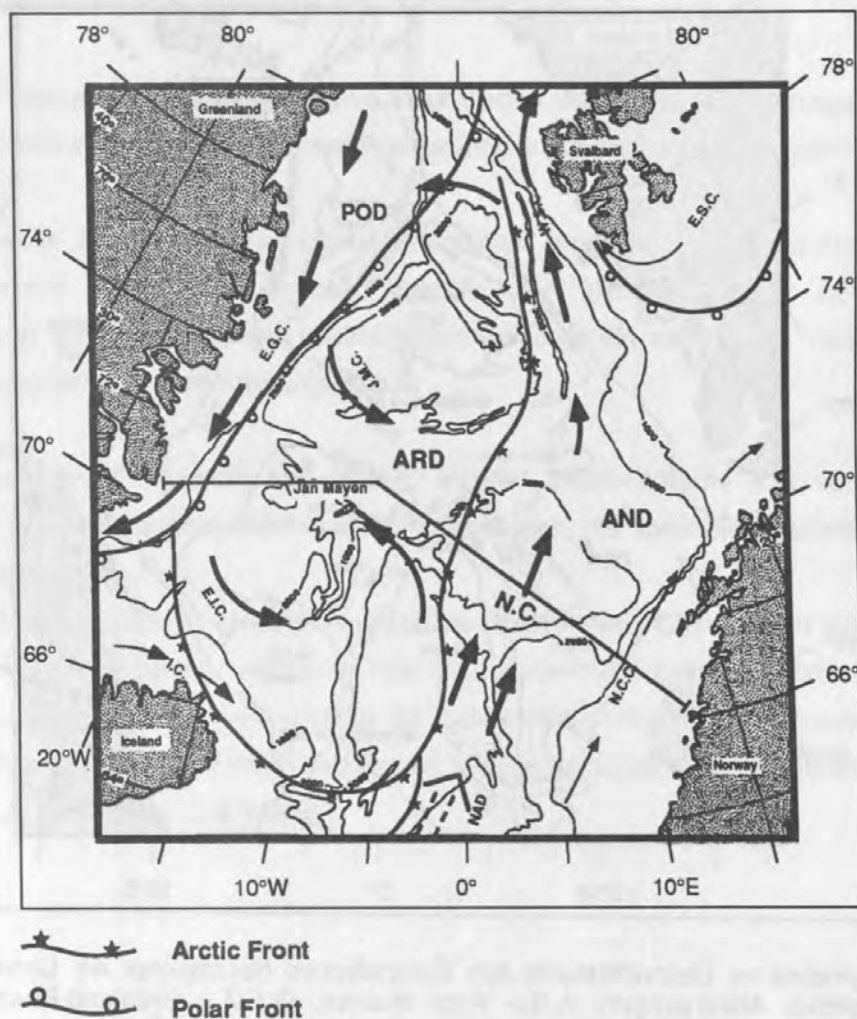 78° 80° 80°
78°
Greenland
Svalbard
E.S.C.
POD
74°
74°
E.G.C.
J.M.C.
ARD
70°
70°
Jan Mayen
AND
N.C.
E.I.C.
I.C.
N.C.C.
66°
66°
Iceland
20°W
Norway
NAD
10°W 0° 10°E
Arctic Front
Polar Front